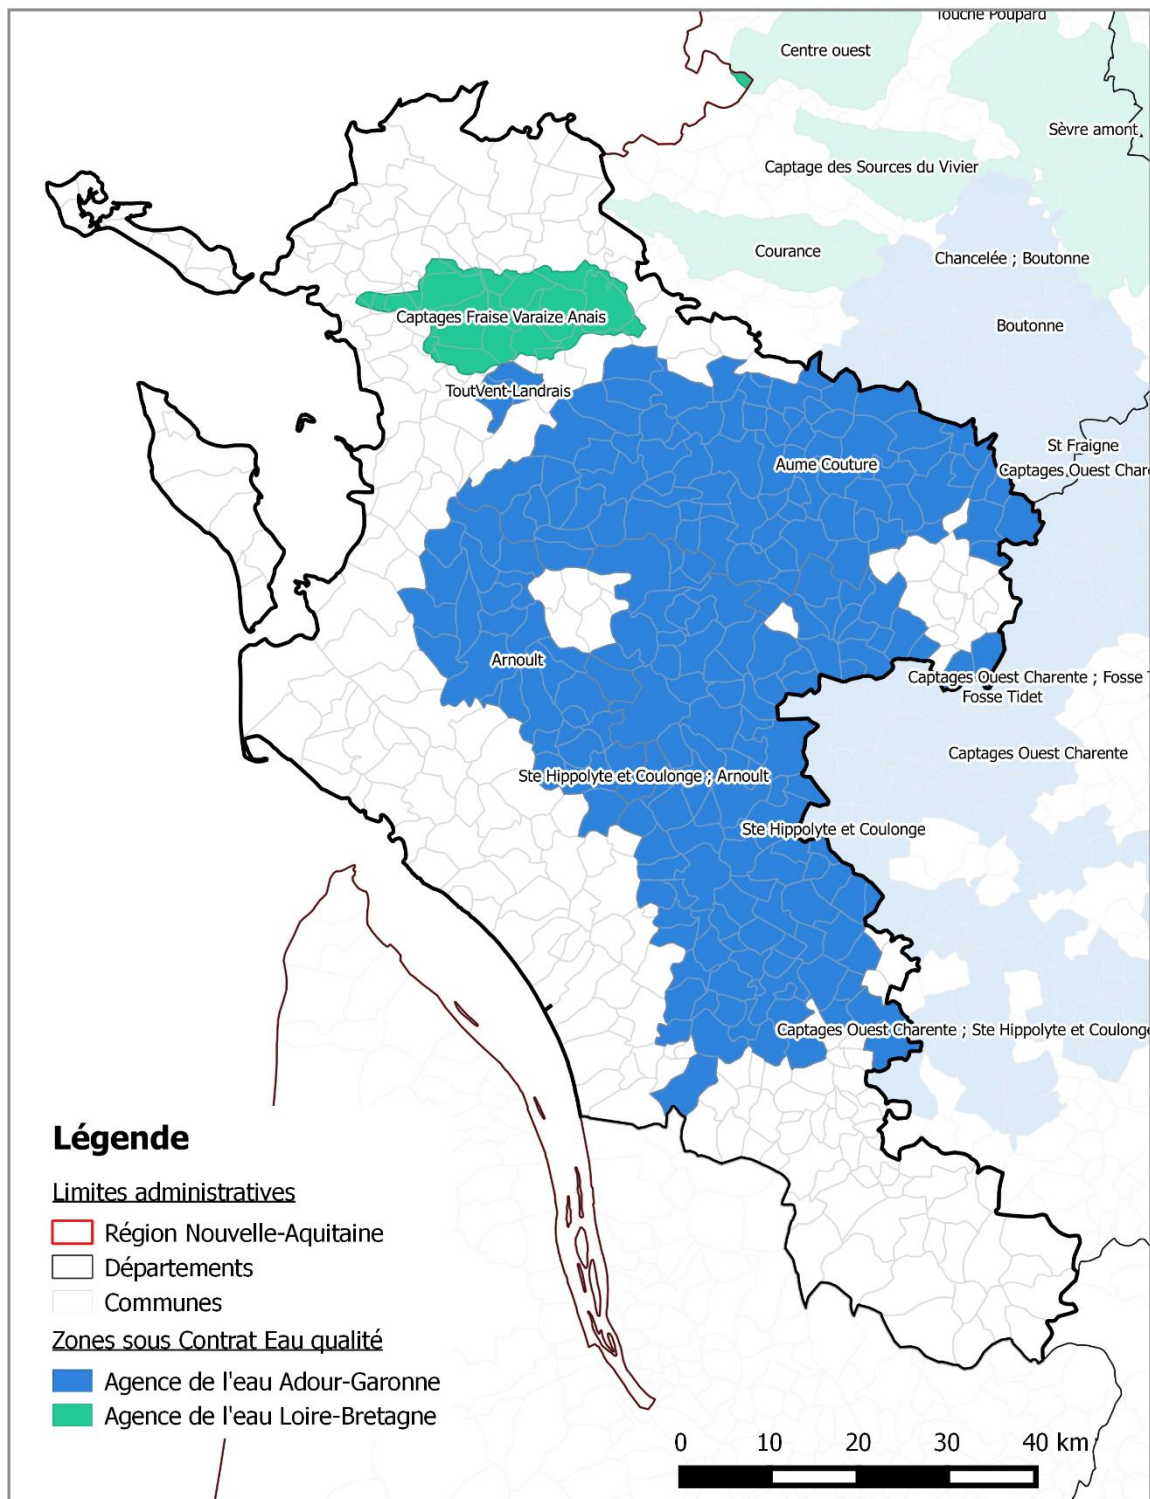 Touche Poupard
Centre ouest
Sèvre amont
Captage des Sources du Vivier
Courance
Chancelée ; Boutonne
Captages Fraise Varaize Anais
Boutonne
ToutVent-Landrais
St Fraigne
Aume Couture
Captages Ouest Chare
Arnoult
Captages Ouest Charente ; Fosse T
Fosse Tidet
Captages Ouest Charente
Ste Hippolyte et Coulonge ; Arnoult
Ste Hippolyte et Coulonge
Captages Ouest Charente ; Ste Hippolyte et Coulonge
Légende
Limites administratives
Région Nouvelle-Aquitaine
Départements
Communes
Zones sous Contrat Eau qualité
Agence de l'eau Adour-Garonne
Agence de l'eau Loire-Bretagne
0 10 20 30 40 km